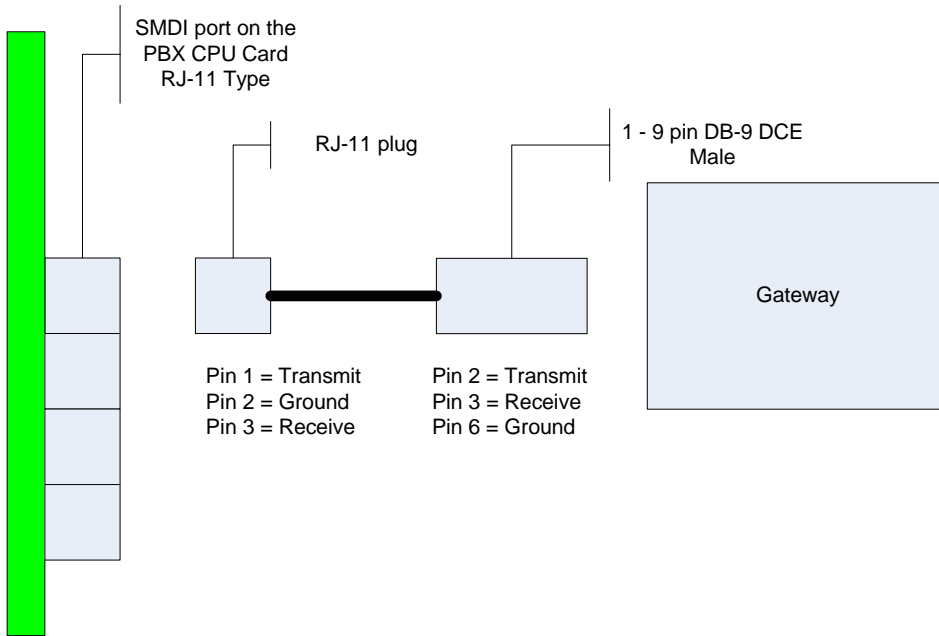 SMDI port on the
PBX CPU Card
RJ-11 Type
RJ-11 plug
1 - 9 pin DB-9 DCE
Male
Gateway
Pin 1 = Transmit
Pin 2 = Ground
Pin 3 = Receive
Pin 2 = Transmit
Pin 3 = Receive
Pin 6 = Ground